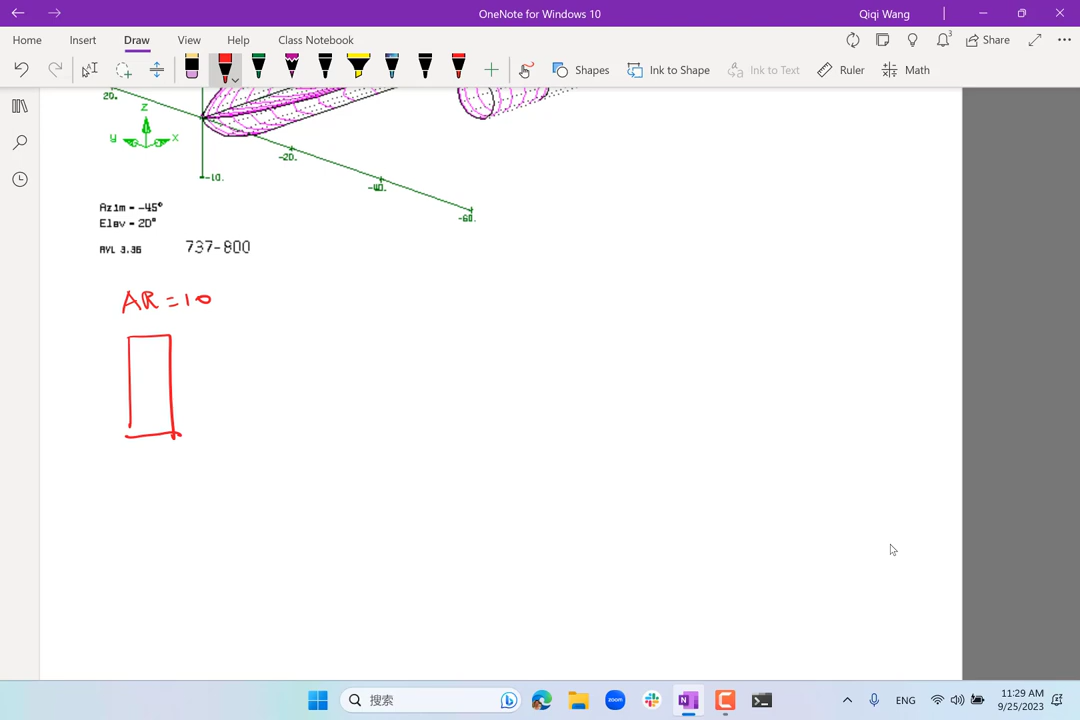 OneNote for Windows 10
Qiqi Wang
Home Insert Draw View Help Class Notebook
3
Share
Shapes
Ink to Shape
Ink to Text
Ruler
Math
20.
z
y
x
-10.
-20.
-40.
-60.
Azim = -45°
Elev = 20°
AVL 3.36
737-800
AR = 10
搜索
ENG
11:29 AM
9/25/2023